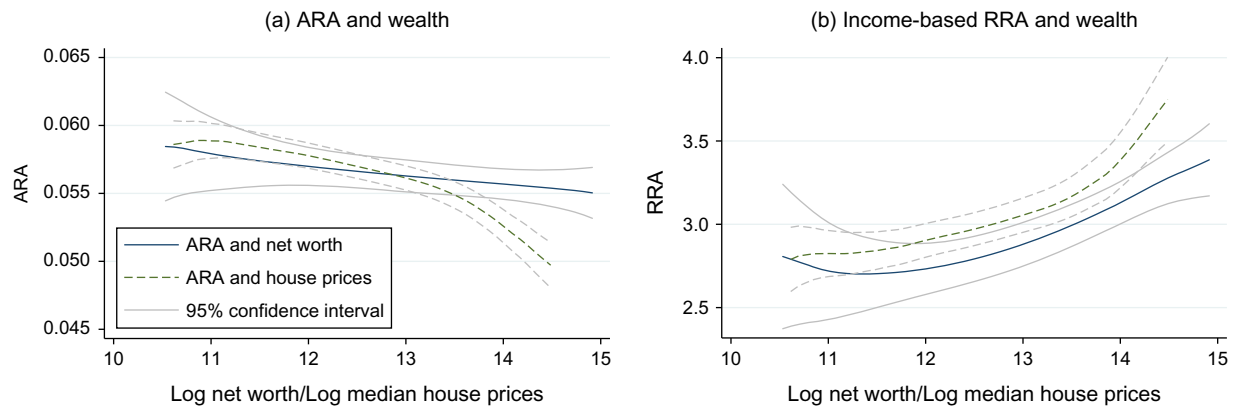 (a) ARA and wealth
0.065
0.060
0.055
0.050
0.045
ARA
ARA and net worth
ARA and house prices
95% confidence interval
10 11 12 13 14 15
Log net worth/Log median house prices
(b) Income-based RRA and wealth
4.0
3.5
3.0
2.5
RRA
10 11 12 13 14 15
Log net worth/Log median house prices